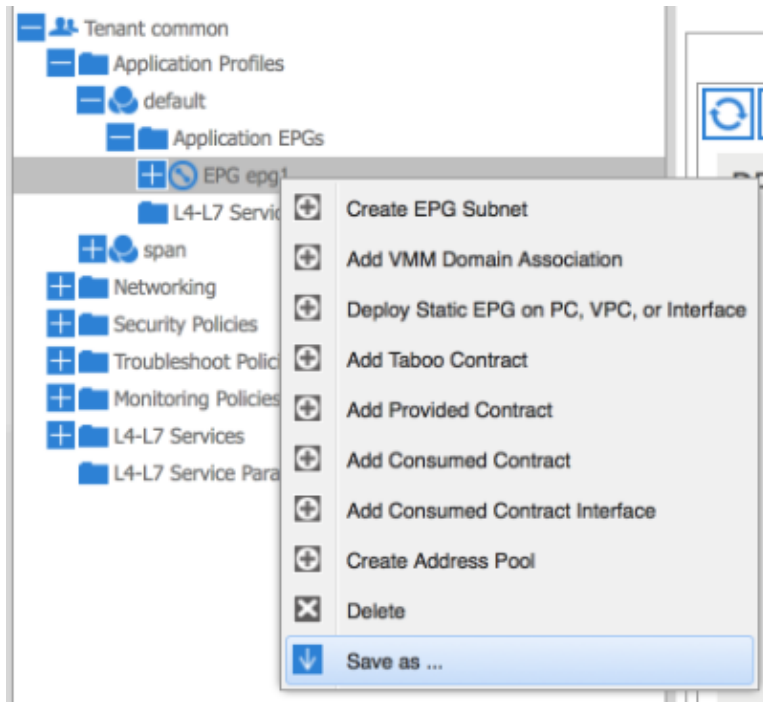 Tenant common
Application Profiles
default
Application EPGs
EPG epg1
L4-L7 Servic
span
Networking
Security Policies
Troubleshoot Polici
Monitoring Policies
L4-L7 Services
L4-L7 Service Para
Create EPG Subnet
Add VMM Domain Association
Deploy Static EPG on PC, VPC, or Interface
Add Taboo Contract
Add Provided Contract
Add Consumed Contract
Add Consumed Contract Interface
Create Address Pool
Delete
Save as ...